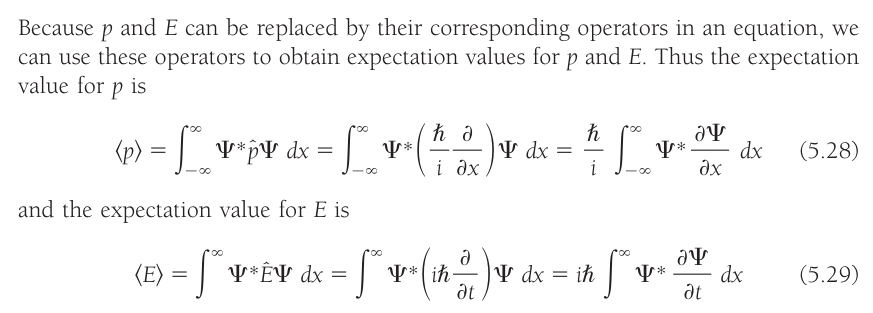 Because p and E can be replaced by their corresponding operators in an equation, we
can use these operators to obtain expectation values for p and E. Thus the expectation
value for p is
⟨p⟩ = ∫_{−∞}^{∞} Ψ*p̂Ψ dx = ∫_{−∞}^{∞} Ψ*(ℏ/i ∂/∂x)Ψ dx = ℏ/i ∫_{−∞}^{∞} Ψ* ∂Ψ/∂x dx (5.28)
and the expectation value for E is
⟨E⟩ = ∫_{−∞}^{∞} Ψ*ÊΨ dx = ∫_{−∞}^{∞} Ψ*(iℏ ∂/∂t)Ψ dx = iℏ ∫_{−∞}^{∞} Ψ* ∂Ψ/∂t dx (5.29)